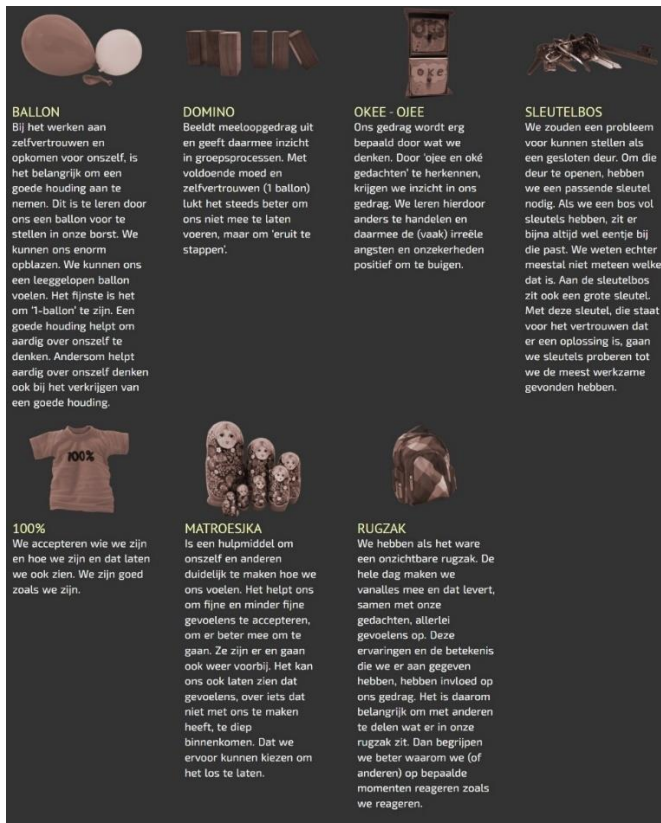 BALLON
Bij het werken aan
zelfvertrouwen en
opkomen voor onszelf, is
het belangrijk om een
goede houding aan te
nemen. Dit is te leren door
ons een ballon voor te
stellen in onze borst. We
kunnen ons enorm
opblazen. We kunnen ons
een leeggelopen ballon
voelen. Het fijnste is het
om '1-ballon' te zijn. Een
goede houding helpt om
aardig over onszelf te
denken. Andersom helpt
aardig over onszelf denken
ook bij het verkrijgen van
een goede houding.
DOMINO
Beeldt meeloopgedrag uit
en geeft daarmee inzicht
in groepsprocessen. Met
voldoende moed en
zelfvertrouwen (1 ballon)
lukt het steeds beter om
ons niet mee te laten
voeren, maar om 'eruit te
stappen'.
oke
OKEE - OJEE
Ons gedrag wordt erg
bepaald door wat we
denken. Door 'ojee en oké
gedachten' te herkennen,
krijgen we inzicht in ons
gedrag. We leren hierdoor
anders te handelen en
daarmee de (vaak) irreële
angsten en onzekerheden
positief om te buigen.
SLEUTELBOS
We zouden een probleem
voor kunnen stellen als
een gesloten deur. Om die
deur te openen, hebben
we een passende sleutel
nodig. Als we een bos vol
sleutels hebben, zit er
bijna altijd wel eentje bij
die past. We weten echter
meestal niet meteen welke
dat is. Aan de sleutelbos
zit ook een grote sleutel.
Met deze sleutel, die staat
voor het vertrouwen dat
er een oplossing is, gaan
we sleutels proberen tot
we de meest werkzame
gevonden hebben.
100%
100%
We accepteren wie we zijn
en hoe we zijn en dat laten
we ook zien. We zijn goed
zoals we zijn.
MATROESJKA
Is een hulpmiddel om
onszelf en anderen
duidelijk te maken hoe we
ons voelen. Het helpt ons
om fijne en minder fijne
gevoelens te accepteren,
om er beter mee om te
gaan. Ze zijn er en gaan
ook weer voorbij. Het kan
ons ook laten zien dat
gevoelens, over iets dat
niet met ons te maken
heeft, te diep
binnenkomen. Dat we
ervoor kunnen kiezen om
het los te laten.
RUGZAK
We hebben als het ware
een onzichtbare rugzak. De
hele dag maken we
vanalles mee en dat levert,
samen met onze
gedachten, allerlei
gevoelens op. Deze
ervaringen en de betekenis
die we er aan gegeven
hebben, hebben invloed op
ons gedrag. Het is daarom
belangrijk om met anderen
te delen wat er in onze
rugzak zit. Dan begrijpen
we beter waarom we (of
anderen) op bepaalde
momenten reageren zoals
we reageren.